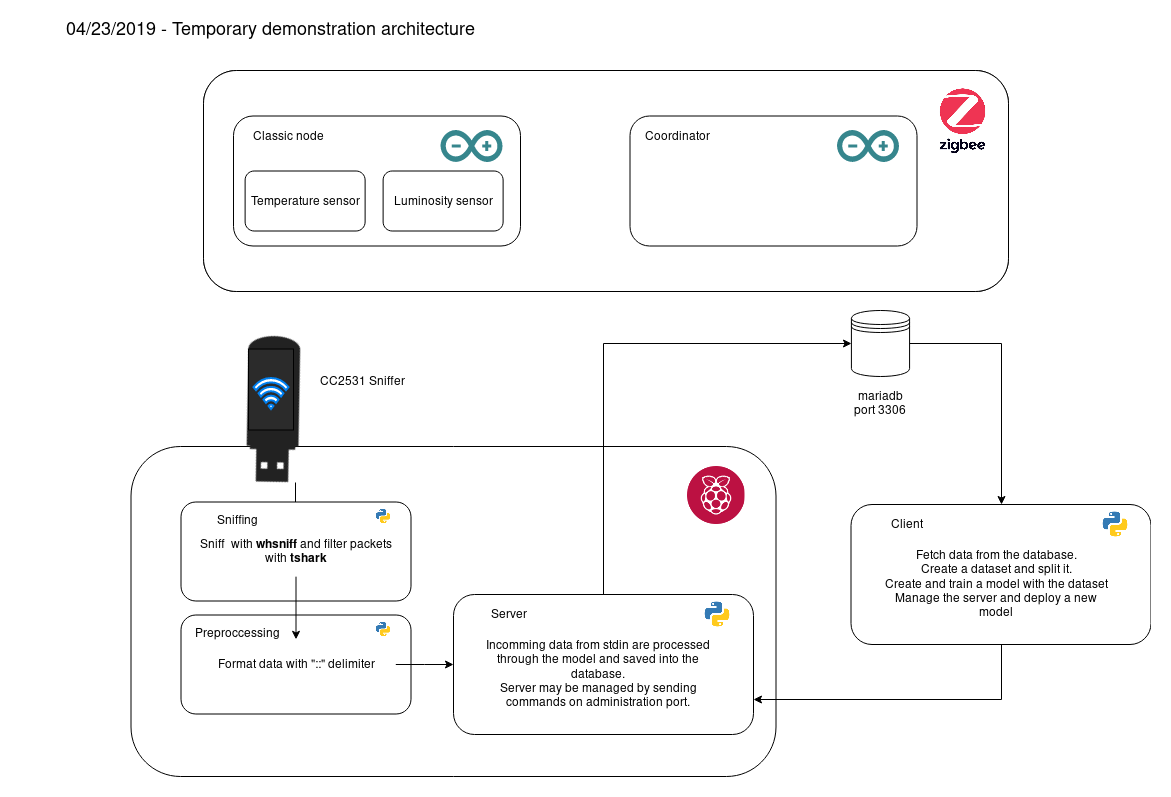 04/23/2019 - Temporary demonstration architecture
zigbee
Classic node
Temperature sensor
Luminosity sensor
Coordinator
CC2531 Sniffer
mariadb
port 3306
Sniffing
Sniff with whsniff and filter packets
with tshark
Preproccessing
Format data with "::" delimiter
Server
Incomming data from stdin are processed
through the model and saved into the
database.
Server may be managed by sending
commands on administration port.
Client
Fetch data from the database.
Create a dataset and split it.
Create and train a model with the dataset
Manage the server and deploy a new
model